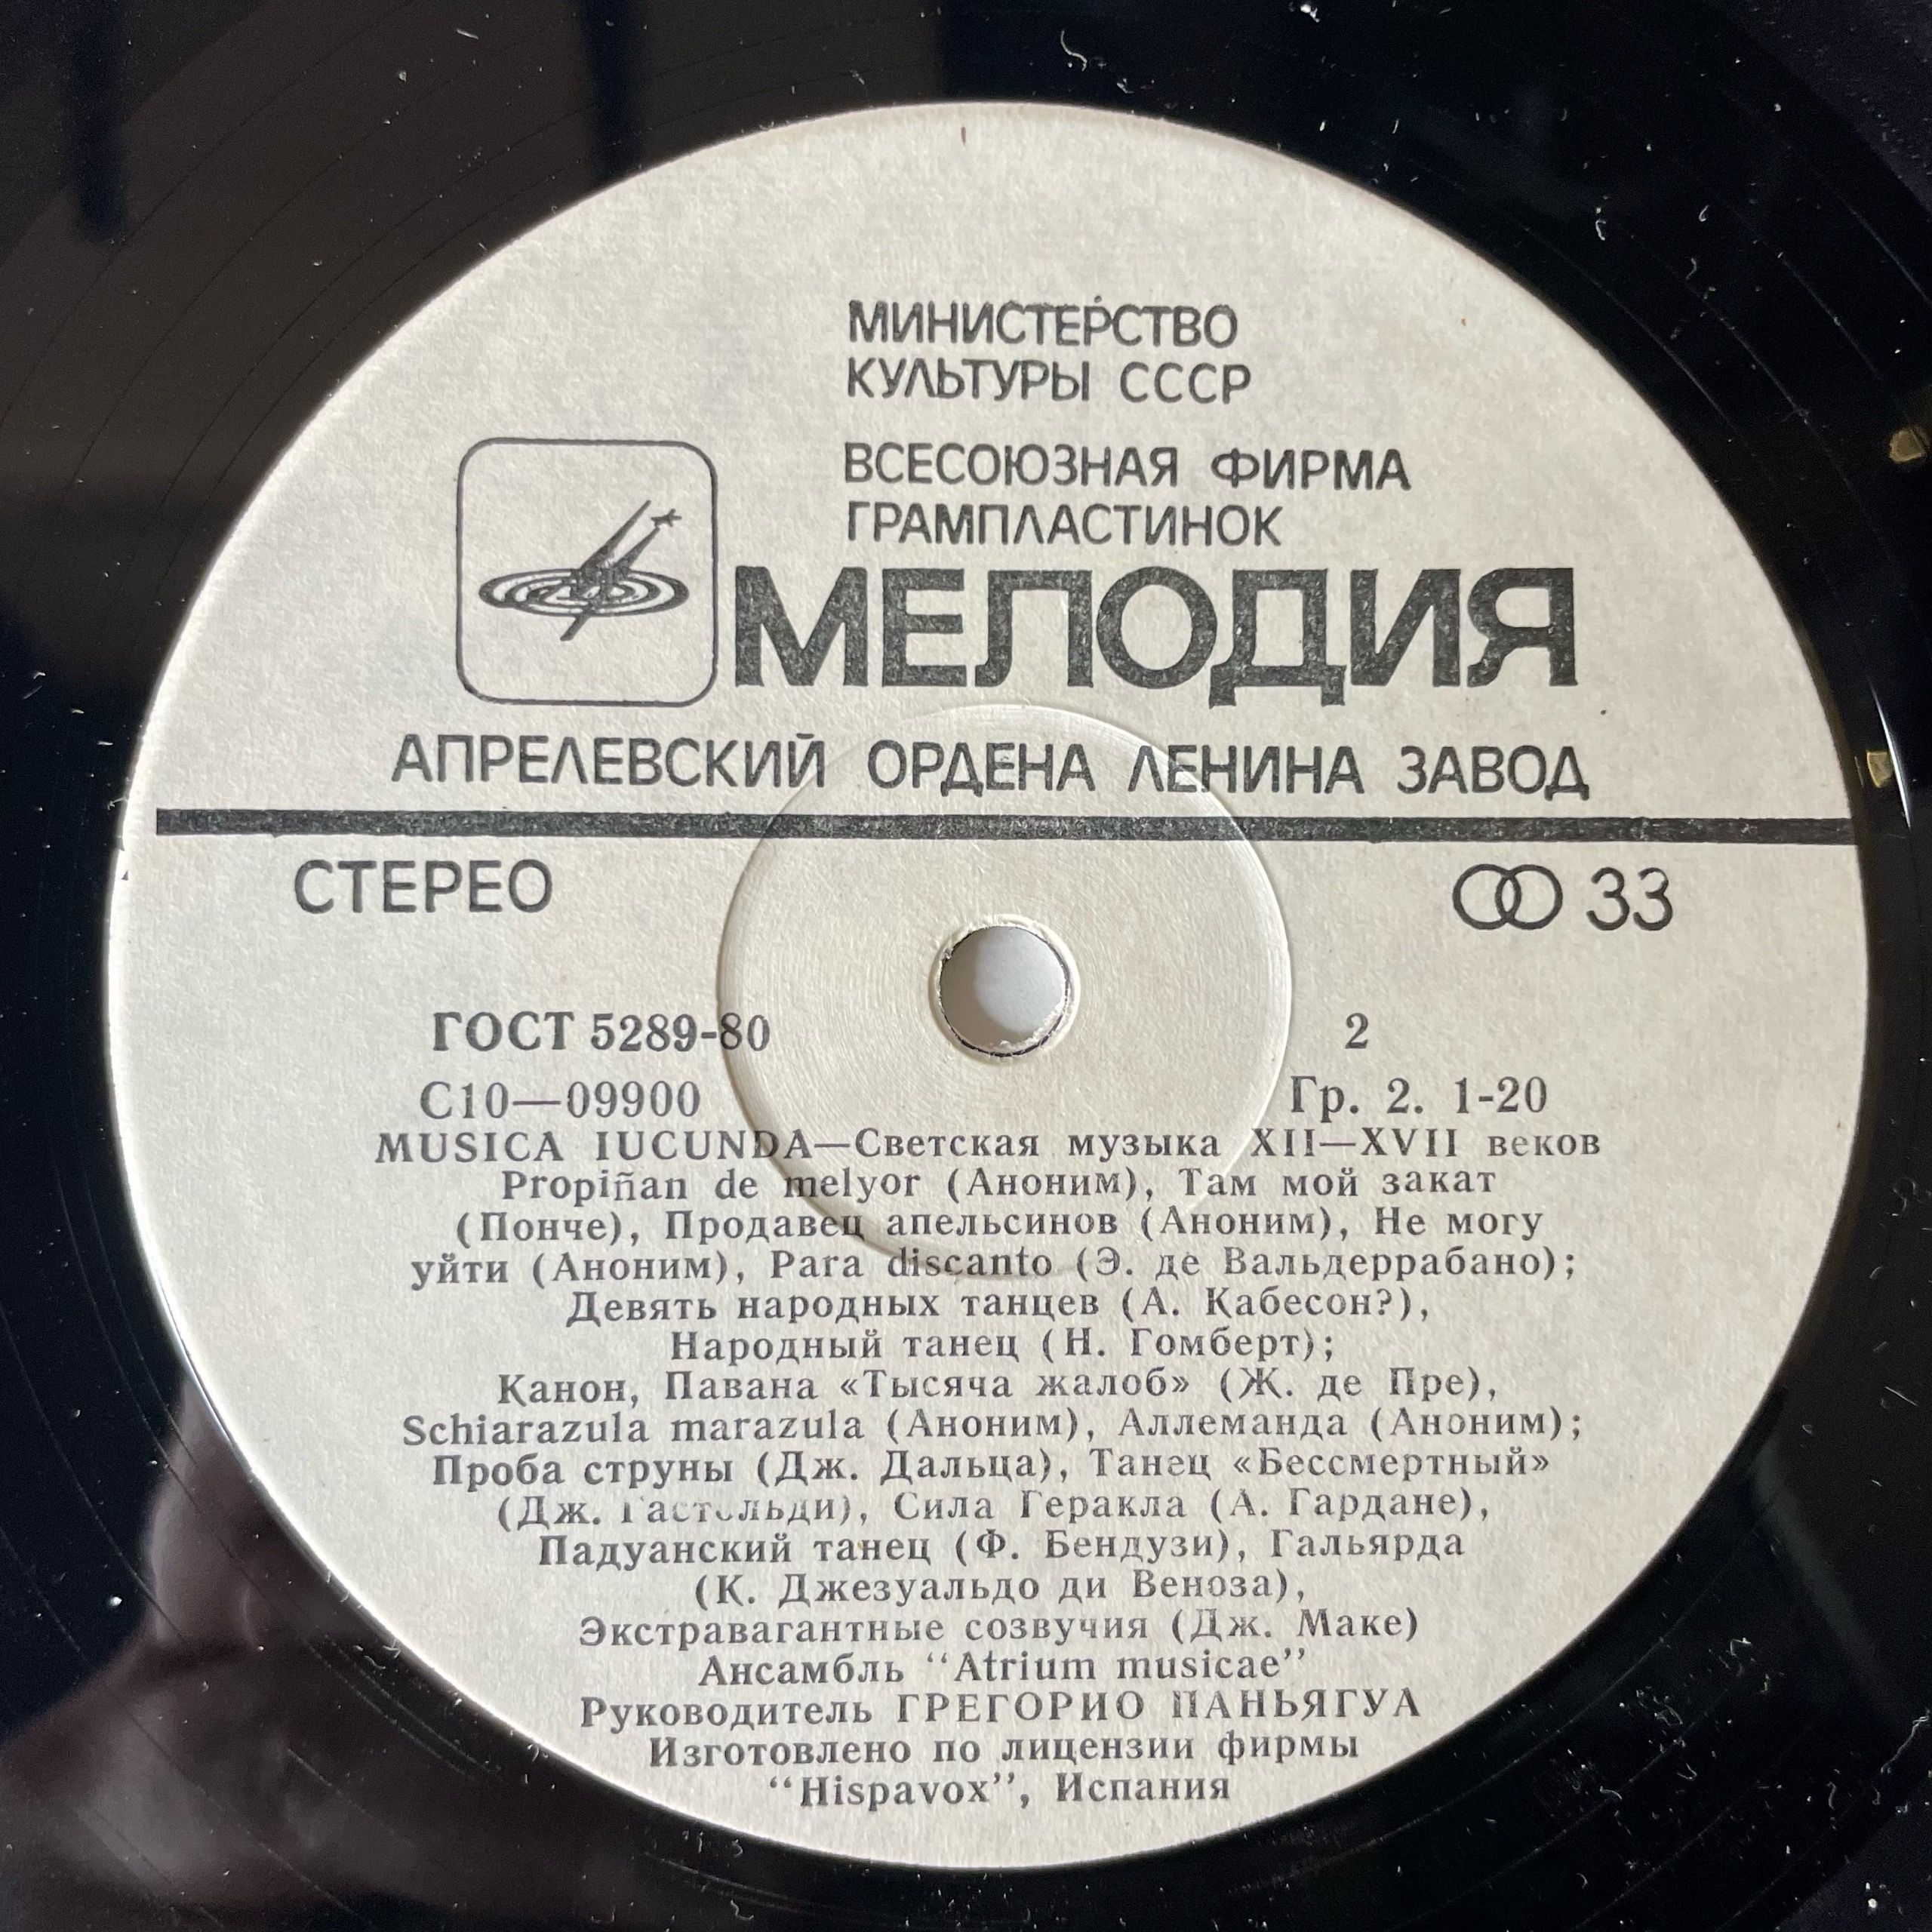 МИНИСТЕРСТВО
КУЛЬТУРЫ СССР
ВСЕСОЮЗНАЯ ФИРМА
ГРАМПЛАСТИНОК
МЕЛОДИЯ
АПРЕЛЕВСКИЙ ОРДЕНА ЛЕНИНА ЗАВОД
СТЕРЕО 33
ГОСТ 5289-80 2
С10—09900 Гр. 2. 1-20
MUSICA IUCUNDA—Светская музыка XII—XVII веков
Propiñan de melyor (Аноним), Там мой закат
(Понче), Продавец апельсинов (Аноним), Не могу
уйти (Аноним), Para discanto (Э. де Вальдеррабано);
Девять народных танцев (А. Кабесон?),
Народный танец (Н. Гомберт);
Канон, Павана «Тысяча жалоб» (Ж. де Пре),
Schiarazula marazula (Аноним), Аллеманда (Аноним);
Проба струны (Дж. Дальца), Танец «Бессмертный»
(Дж. Гастольди), Сила Геракла (А. Гардане),
Падуанский танец (Ф. Бендузи), Гальярда
(К. Джезуальдо ди Веноза),
Экстравагантные созвучия (Дж. Маке)
Ансамбль “Atrium musicae”
Руководитель ГРЕГОРИО ПАНЬЯГУА
Изготовлено по лицензии фирмы
“Hispavox”, Испания